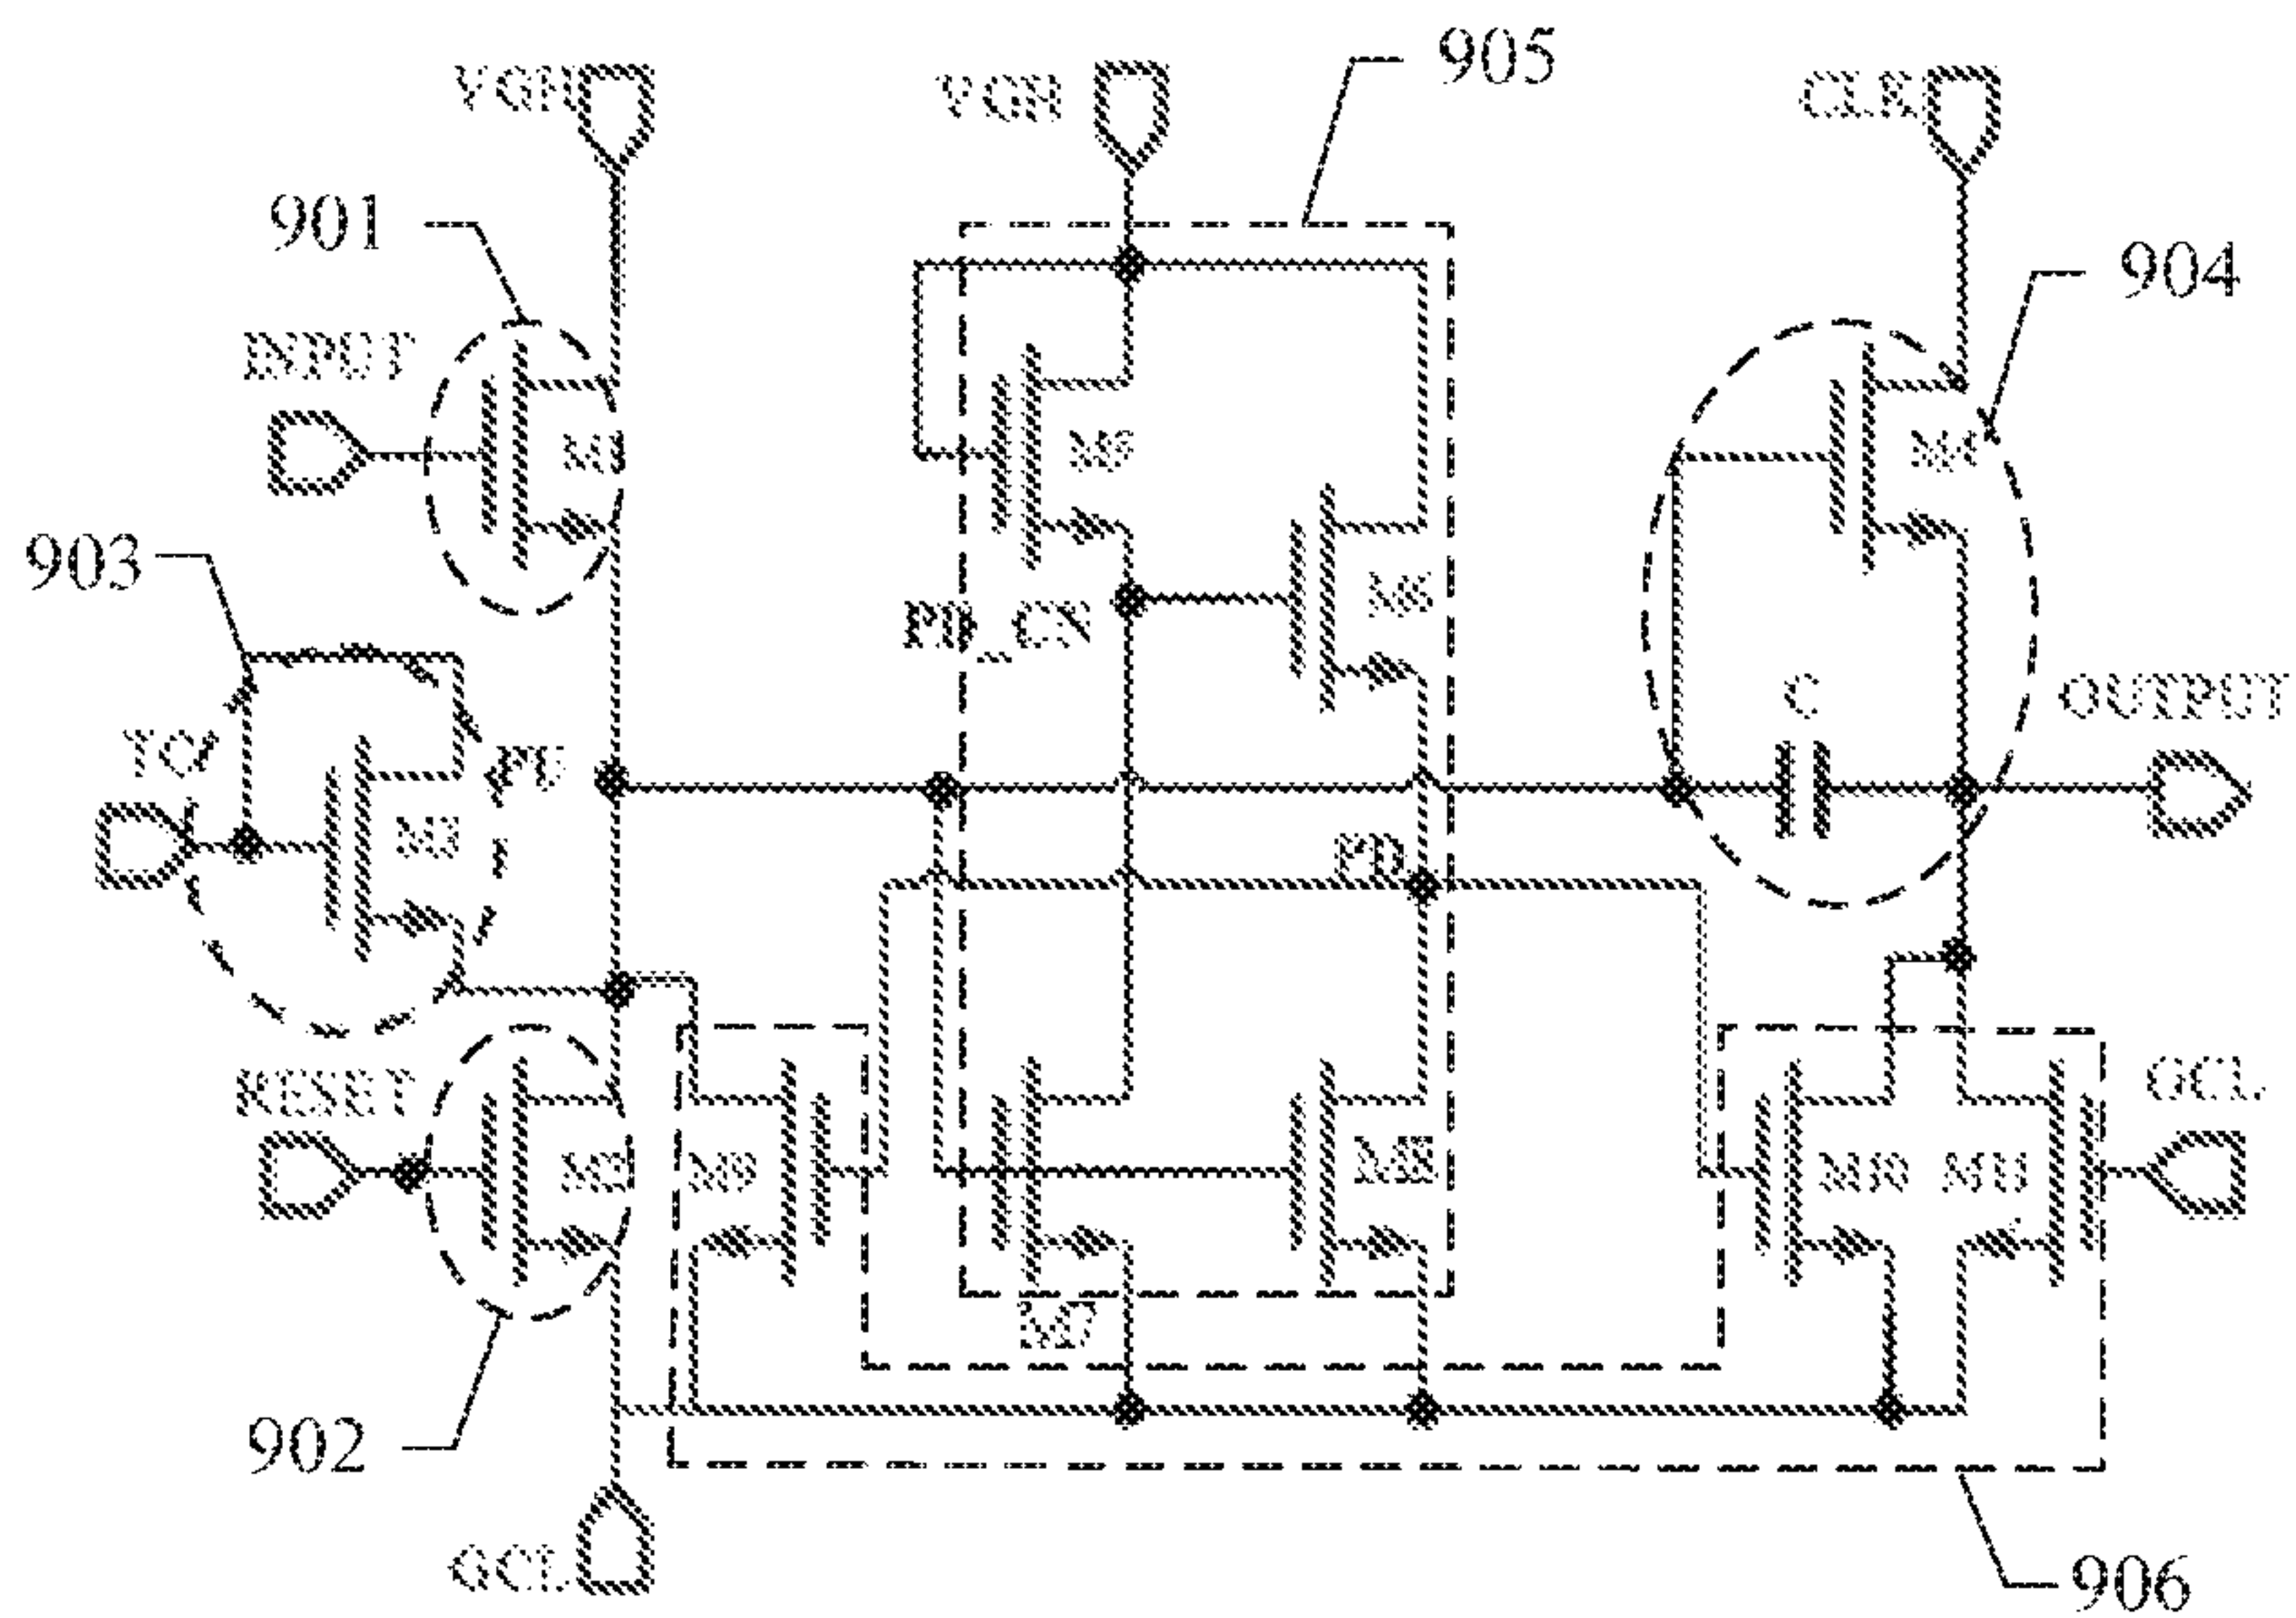 905
VGH
VGH
CLK
901
904
INPUT
M1
M5
M4
903
M6
PD_CN
C
OUTPUT
PU
M3
PD
RESET
GCL
M2
M9
M8
M10
M11
M7
902
GCL
906